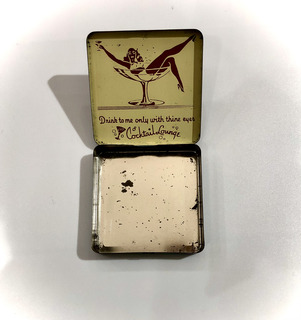 Drink to me only with thine eyes
Cocktail Lounge